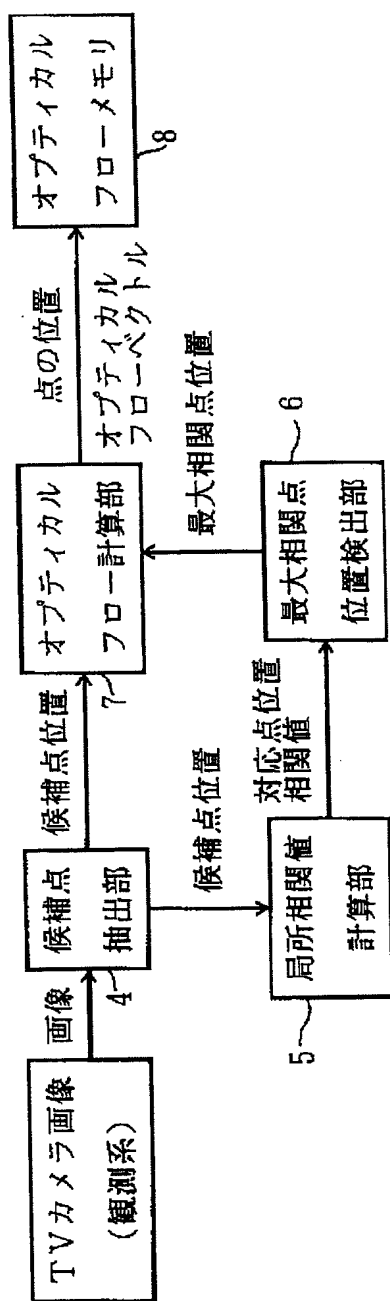 TVカメラ画像
(観測系)
画像
候補点
抽出部
4
候補点位置
オプティカル
フロー計算部
7
点の位置
オプティカル
フローベクトル
オプティカル
フローメモリ
8
候補点位置
局所相関値
計算部
5
対応点位置
相関値
最大相関点
位置検出部
6
最大相関点位置